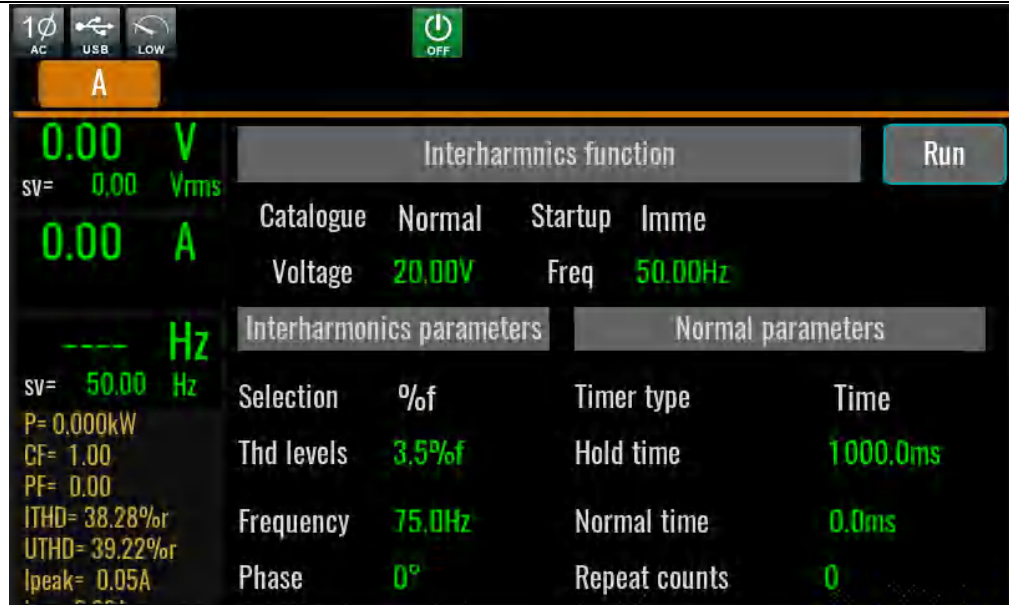 1Ø
AC
USB
LOW
OFF
A
0.00 V
sv= 0.00 Vrms
0.00 A
---- Hz
sv= 50.00 Hz
P= 0.000kW
CF= 1.00
PF= 0.00
ITHD= 38.28%r
UTHD= 39.22%r
Ipeak= 0.05A
Interharmnics function
Run
Catalogue Normal Startup Imme
Voltage 20.00V Freq 50.00Hz
Interharmonics parameters
Normal parameters
Selection %f
Timer type Time
Thd levels 3.5%f
Hold time 1000.0ms
Frequency 75.0Hz
Normal time 0.0ms
Phase 0°
Repeat counts 0